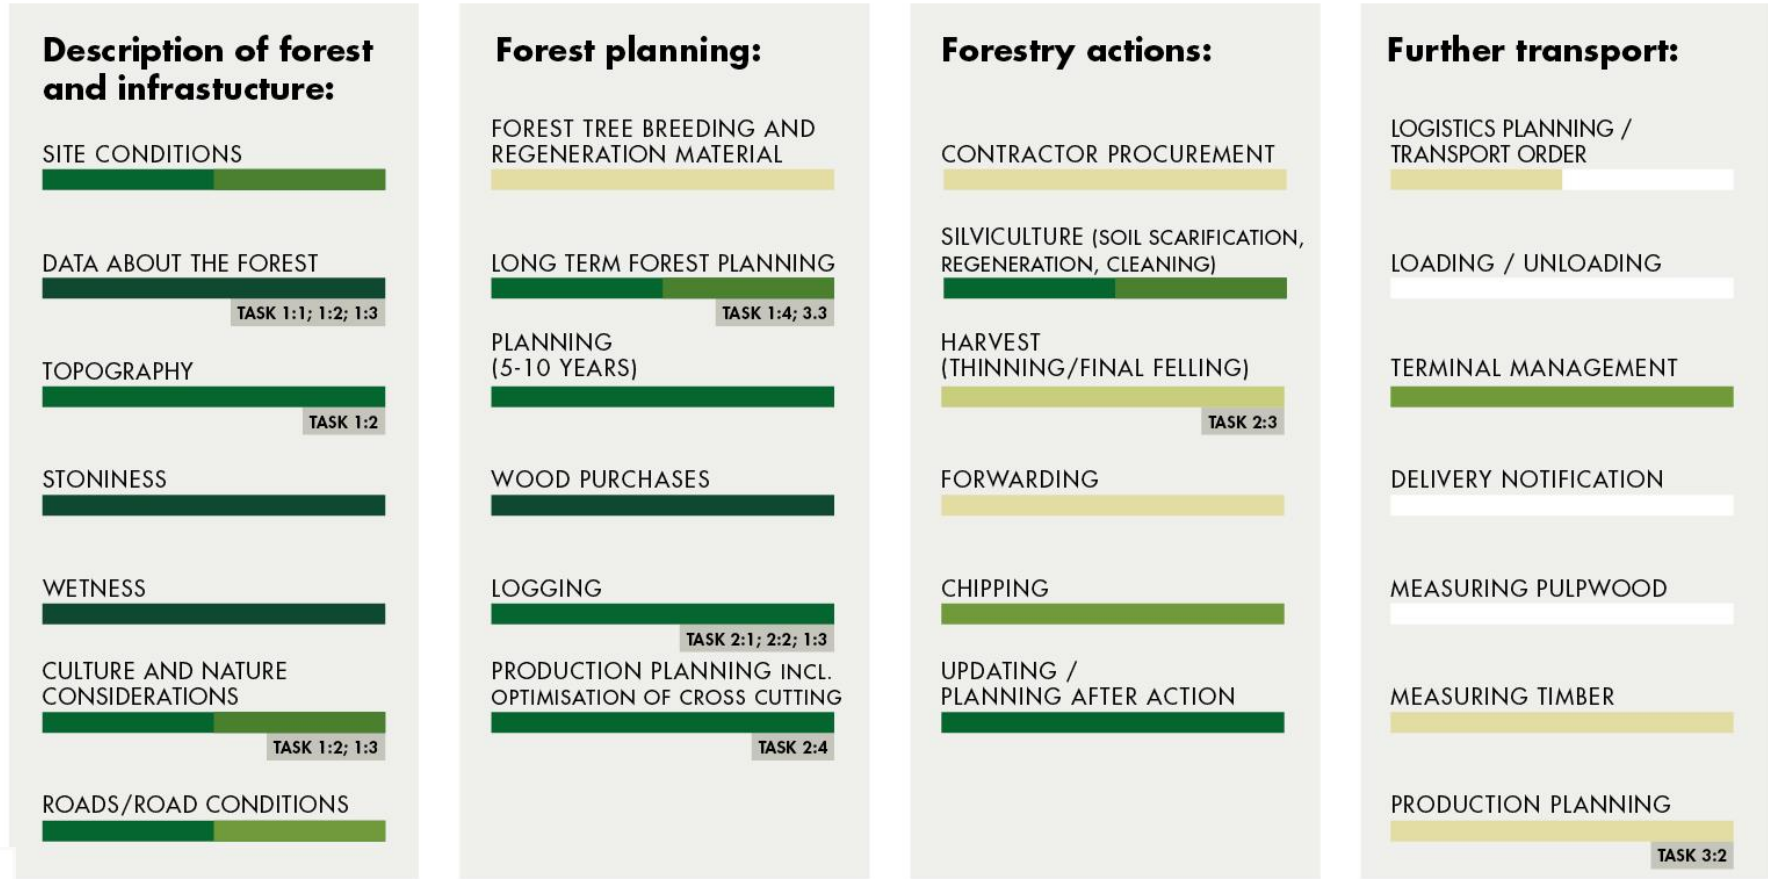 Description of forest
and infrastucture:
SITE CONDITIONS
DATA ABOUT THE FOREST
TASK 1:1; 1:2; 1:3
TOPOGRAPHY
TASK 1:2
STONINESS
WETNESS
CULTURE AND NATURE
CONSIDERATIONS
TASK 1:2; 1:3
ROADS/ROAD CONDITIONS
Forest planning:
FOREST TREE BREEDING AND
REGENERATION MATERIAL
LONG TERM FOREST PLANNING
TASK 1:4; 3.3
PLANNING
(5-10 YEARS)
WOOD PURCHASES
LOGGING
TASK 2:1; 2:2; 1:3
PRODUCTION PLANNING INCL.
OPTIMISATION OF CROSS CUTTING
TASK 2:4
Forestry actions:
CONTRACTOR PROCUREMENT
SILVICULTURE (SOIL SCARIFICATION,
REGENERATION, CLEANING)
HARVEST
(THINNING/FINAL FELLING)
TASK 2:3
FORWARDING
CHIPPING
UPDATING /
PLANNING AFTER ACTION
Further transport:
LOGISTICS PLANNING /
TRANSPORT ORDER
LOADING / UNLOADING
TERMINAL MANAGEMENT
DELIVERY NOTIFICATION
MEASURING PULPWOOD
MEASURING TIMBER
PRODUCTION PLANNING
TASK 3:2